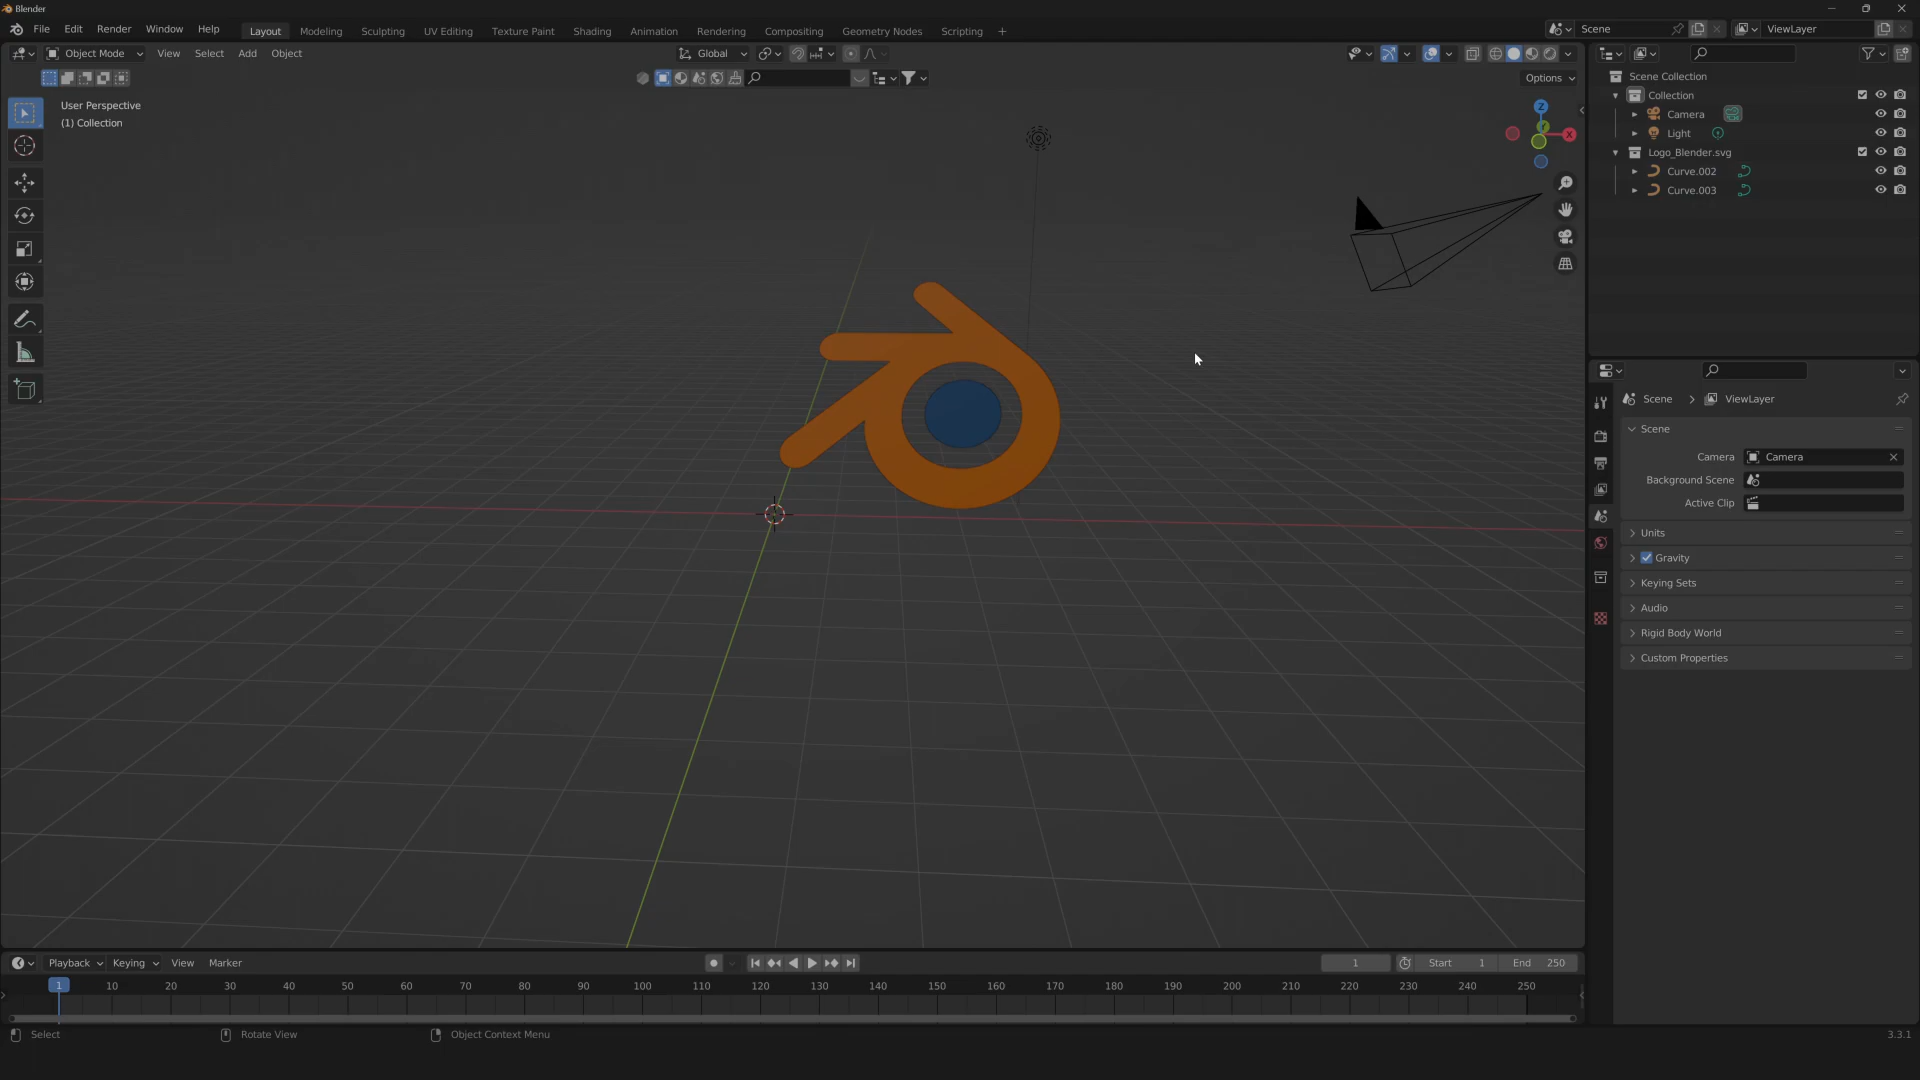 Blender
File Edit Render Window Help Layout Modeling Sculpting UV Editing Texture Paint Shading Animation Rendering Compositing Geometry Nodes Scripting + Scene ViewLayer
Object Mode View Select Add Object Global
Options
User Perspective
(1) Collection
Z
Y
X
Scene Collection
Collection
Camera
Light
Logo_Blender.svg
Curve.002
Curve.003
Scene > ViewLayer
Scene
Camera Camera
Background Scene
Active Clip
Units
Gravity
Keying Sets
Audio
Rigid Body World
Custom Properties
Playback Keying View Marker 1 Start 1 End 250
1 10 20 30 40 50 60 70 80 90 100 110 120 130 140 150 160 170 180 190 200 210 220 230 240 250
Select Rotate View Object Context Menu 3.3.1